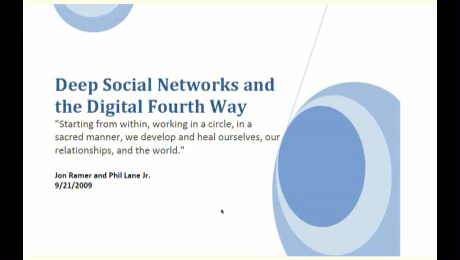 Deep Social Networks and
the Digital Fourth Way
"Starting from within, working in a circle, in a
sacred manner, we develop and heal ourselves, our
relationships, and the world."
Jon Ramer and Phil Lane Jr.
9/21/2009